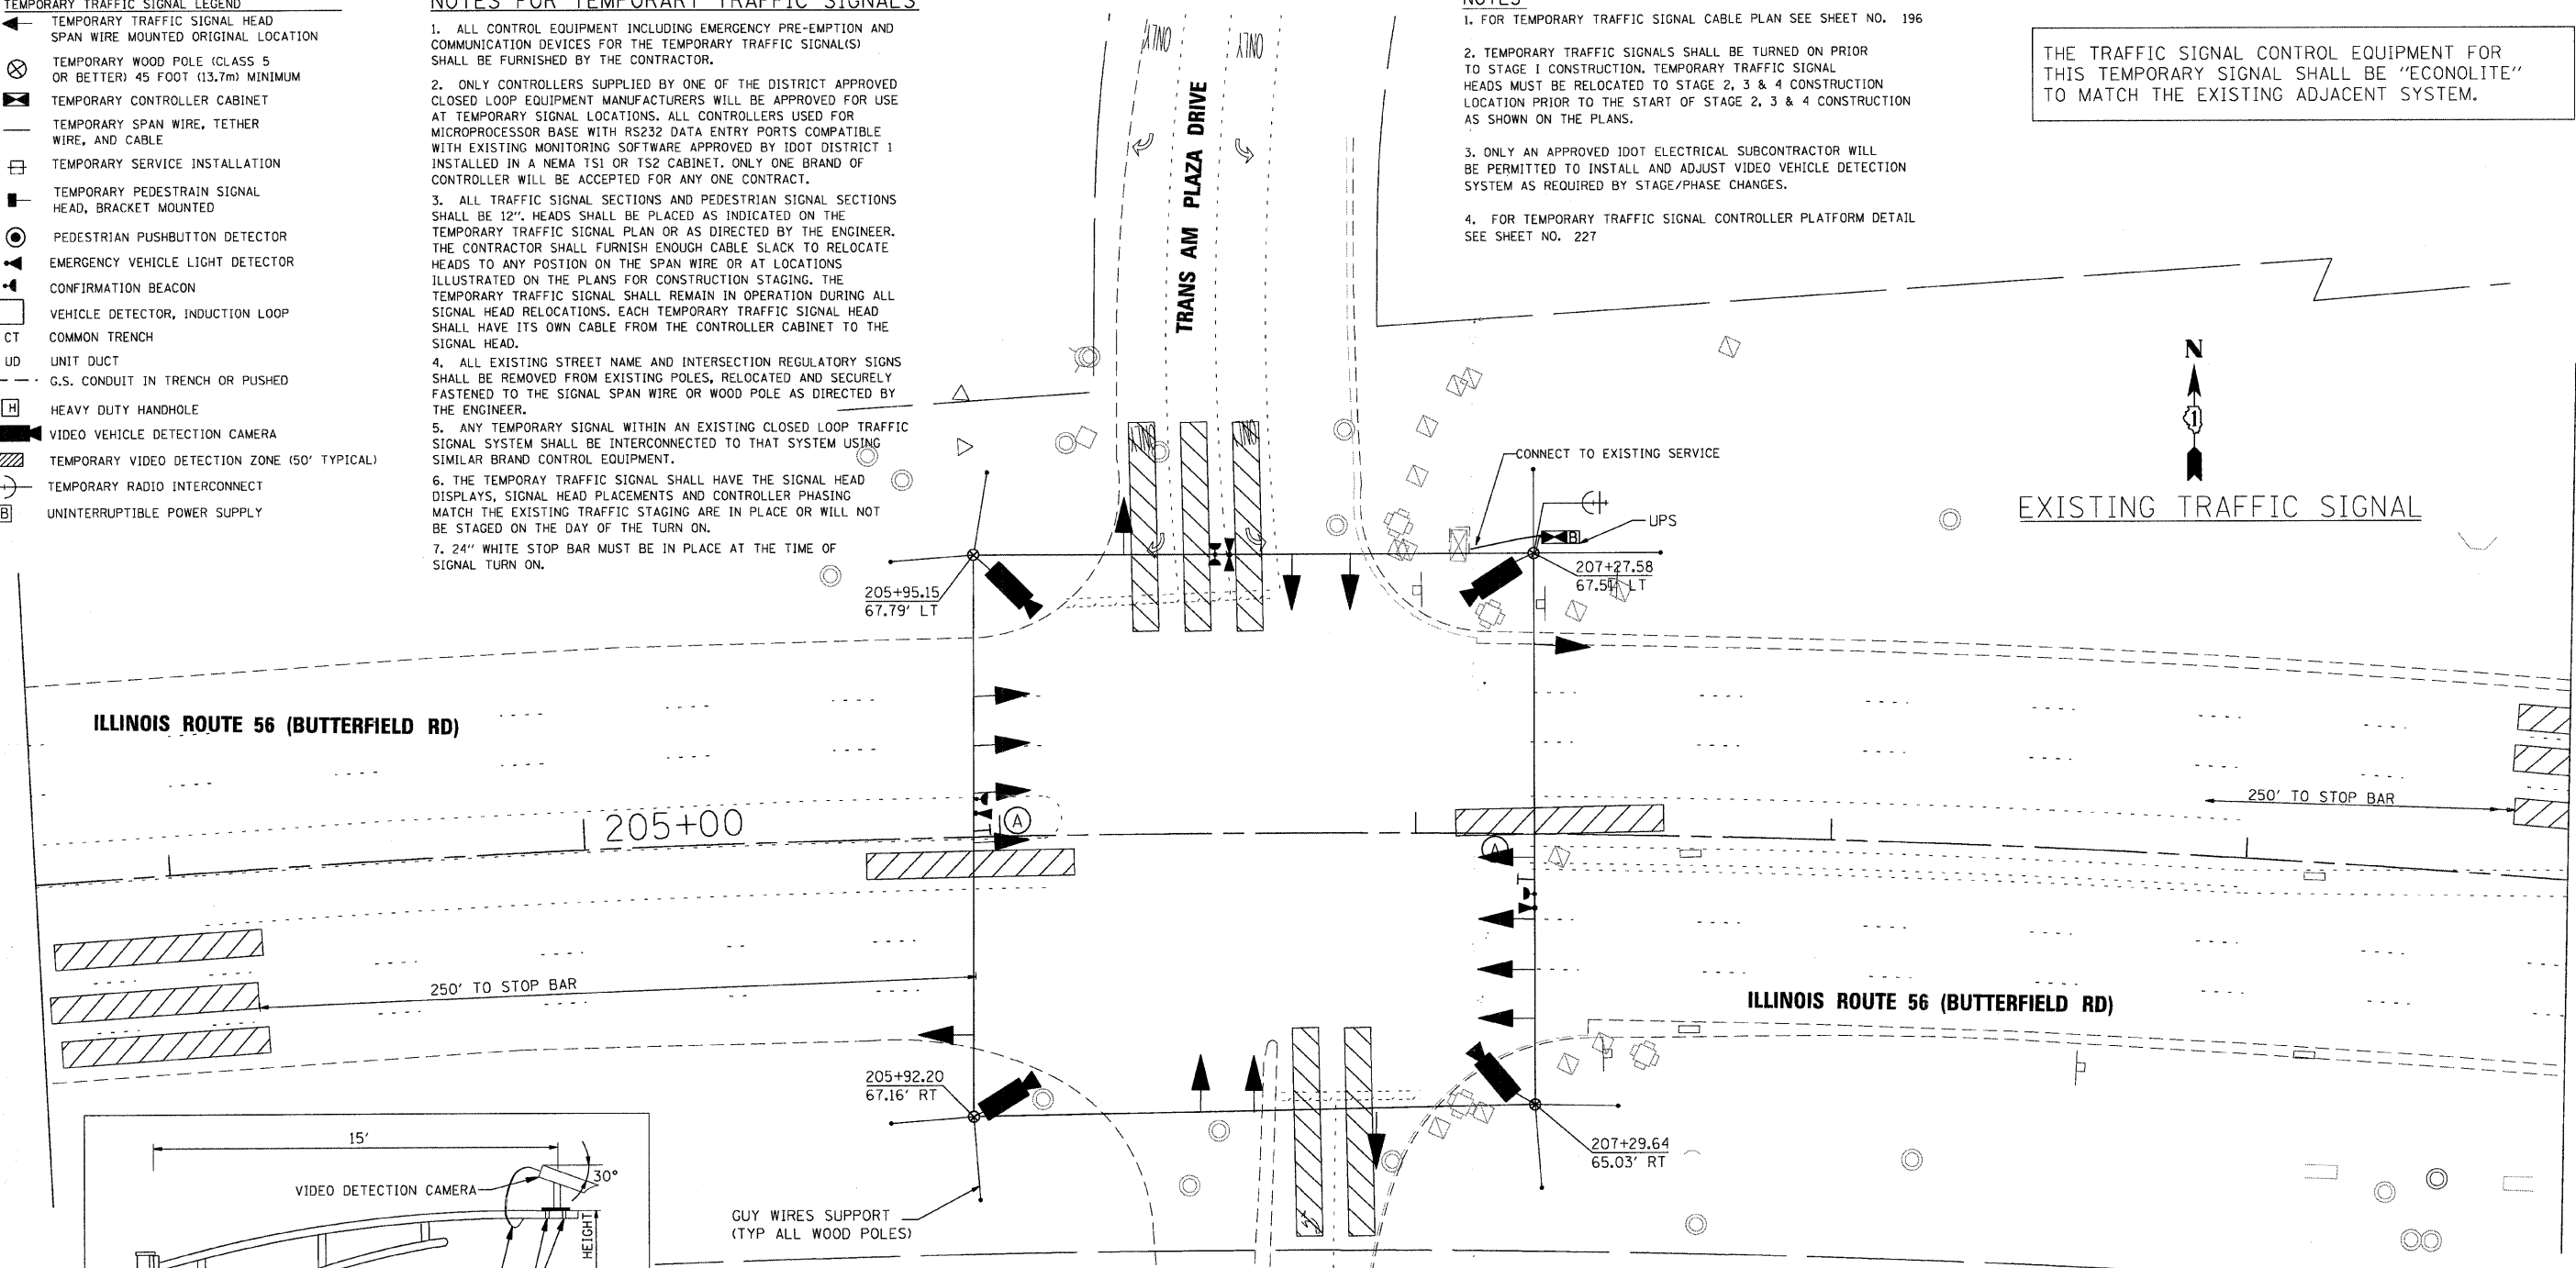 TEMPORARY TRAFFIC SIGNAL LEGEND
TEMPORARY TRAFFIC SIGNAL HEAD
SPAN WIRE MOUNTED ORIGINAL LOCATION
TEMPORARY WOOD POLE (CLASS 5
OR BETTER) 45 FOOT (13.7m) MINIMUM
TEMPORARY CONTROLLER CABINET
TEMPORARY SPAN WIRE, TETHER
WIRE, AND CABLE
TEMPORARY SERVICE INSTALLATION
TEMPORARY PEDESTRAIN SIGNAL
HEAD, BRACKET MOUNTED
PEDESTRIAN PUSHBUTTON DETECTOR
EMERGENCY VEHICLE LIGHT DETECTOR
CONFIRMATION BEACON
VEHICLE DETECTOR, INDUCTION LOOP
CT COMMON TRENCH
UD UNIT DUCT
G.S. CONDUIT IN TRENCH OR PUSHED
H HEAVY DUTY HANDHOLE
VIDEO VEHICLE DETECTION CAMERA
TEMPORARY VIDEO DETECTION ZONE (50' TYPICAL)
TEMPORARY RADIO INTERCONNECT
B UNINTERRUPTIBLE POWER SUPPLY
NOTES FOR TEMPORARY TRAFFIC SIGNALS
1. ALL CONTROL EQUIPMENT INCLUDING EMERGENCY PRE-EMPTION AND
COMMUNICATION DEVICES FOR THE TEMPORARY TRAFFIC SIGNAL(S)
SHALL BE FURNISHED BY THE CONTRACTOR.
2. ONLY CONTROLLERS SUPPLIED BY ONE OF THE DISTRICT APPROVED
CLOSED LOOP EQUIPMENT MANUFACTURERS WILL BE APPROVED FOR USE
AT TEMPORARY SIGNAL LOCATIONS. ALL CONTROLLERS USED FOR
MICROPROCESSOR BASE WITH RS232 DATA ENTRY PORTS COMPATIBLE
WITH EXISTING MONITORING SOFTWARE APPROVED BY IDOT DISTRICT 1
INSTALLED IN A NEMA TS1 OR TS2 CABINET. ONLY ONE BRAND OF
CONTROLLER WILL BE ACCEPTED FOR ANY ONE CONTRACT.
3. ALL TRAFFIC SIGNAL SECTIONS AND PEDESTRIAN SIGNAL SECTIONS
SHALL BE 12". HEADS SHALL BE PLACED AS INDICATED ON THE
TEMPORARY TRAFFIC SIGNAL PLAN OR AS DIRECTED BY THE ENGINEER.
THE CONTRACTOR SHALL FURNISH ENOUGH CABLE SLACK TO RELOCATE
HEADS TO ANY POSTION ON THE SPAN WIRE OR AT LOCATIONS
ILLUSTRATED ON THE PLANS FOR CONSTRUCTION STAGING. THE
TEMPORARY TRAFFIC SIGNAL SHALL REMAIN IN OPERATION DURING ALL
SIGNAL HEAD RELOCATIONS. EACH TEMPORARY TRAFFIC SIGNAL HEAD
SHALL HAVE ITS OWN CABLE FROM THE CONTROLLER CABINET TO THE
SIGNAL HEAD.
4. ALL EXISTING STREET NAME AND INTERSECTION REGULATORY SIGNS
SHALL BE REMOVED FROM EXISTING POLES, RELOCATED AND SECURELY
FASTENED TO THE SIGNAL SPAN WIRE OR WOOD POLE AS DIRECTED BY
THE ENGINEER.
5. ANY TEMPORARY SIGNAL WITHIN AN EXISTING CLOSED LOOP TRAFFIC
SIGNAL SYSTEM SHALL BE INTERCONNECTED TO THAT SYSTEM USING
SIMILAR BRAND CONTROL EQUIPMENT.
6. THE TEMPORAY TRAFFIC SIGNAL SHALL HAVE THE SIGNAL HEAD
DISPLAYS, SIGNAL HEAD PLACEMENTS AND CONTROLLER PHASING
MATCH THE EXISTING TRAFFIC STAGING ARE IN PLACE OR WILL NOT
BE STAGED ON THE DAY OF THE TURN ON.
7. 24" WHITE STOP BAR MUST BE IN PLACE AT THE TIME OF
SIGNAL TURN ON.
NOTES
1. FOR TEMPORARY TRAFFIC SIGNAL CABLE PLAN SEE SHEET NO. 196
2. TEMPORARY TRAFFIC SIGNALS SHALL BE TURNED ON PRIOR
TO STAGE I CONSTRUCTION. TEMPORARY TRAFFIC SIGNAL
HEADS MUST BE RELOCATED TO STAGE 2, 3 & 4 CONSTRUCTION
LOCATION PRIOR TO THE START OF STAGE 2, 3 & 4 CONSTRUCTION
AS SHOWN ON THE PLANS.
3. ONLY AN APPROVED IDOT ELECTRICAL SUBCONTRACTOR WILL
BE PERMITTED TO INSTALL AND ADJUST VIDEO VEHICLE DETECTION
SYSTEM AS REQUIRED BY STAGE/PHASE CHANGES.
4. FOR TEMPORARY TRAFFIC SIGNAL CONTROLLER PLATFORM DETAIL
SEE SHEET NO. 227
THE TRAFFIC SIGNAL CONTROL EQUIPMENT FOR
THIS TEMPORARY SIGNAL SHALL BE "ECONOLITE"
TO MATCH THE EXISTING ADJACENT SYSTEM.
ONLY
ONLY
TRANS AM PLAZA DRIVE
N
1
EXISTING TRAFFIC SIGNAL
CONNECT TO EXISTING SERVICE
B
UPS
ONLY
ONLY
205+95.15
67.79' LT
207+27.58
67.51' LT
ILLINOIS ROUTE 56 (BUTTERFIELD RD)
205+00
A
A
250' TO STOP BAR
250' TO STOP BAR
ILLINOIS ROUTE 56 (BUTTERFIELD RD)
205+92.20
67.16' RT
207+29.64
65.03' RT
GUY WIRES SUPPORT
(TYP ALL WOOD POLES)
15'
30°
VIDEO DETECTION CAMERA
HEIGHT